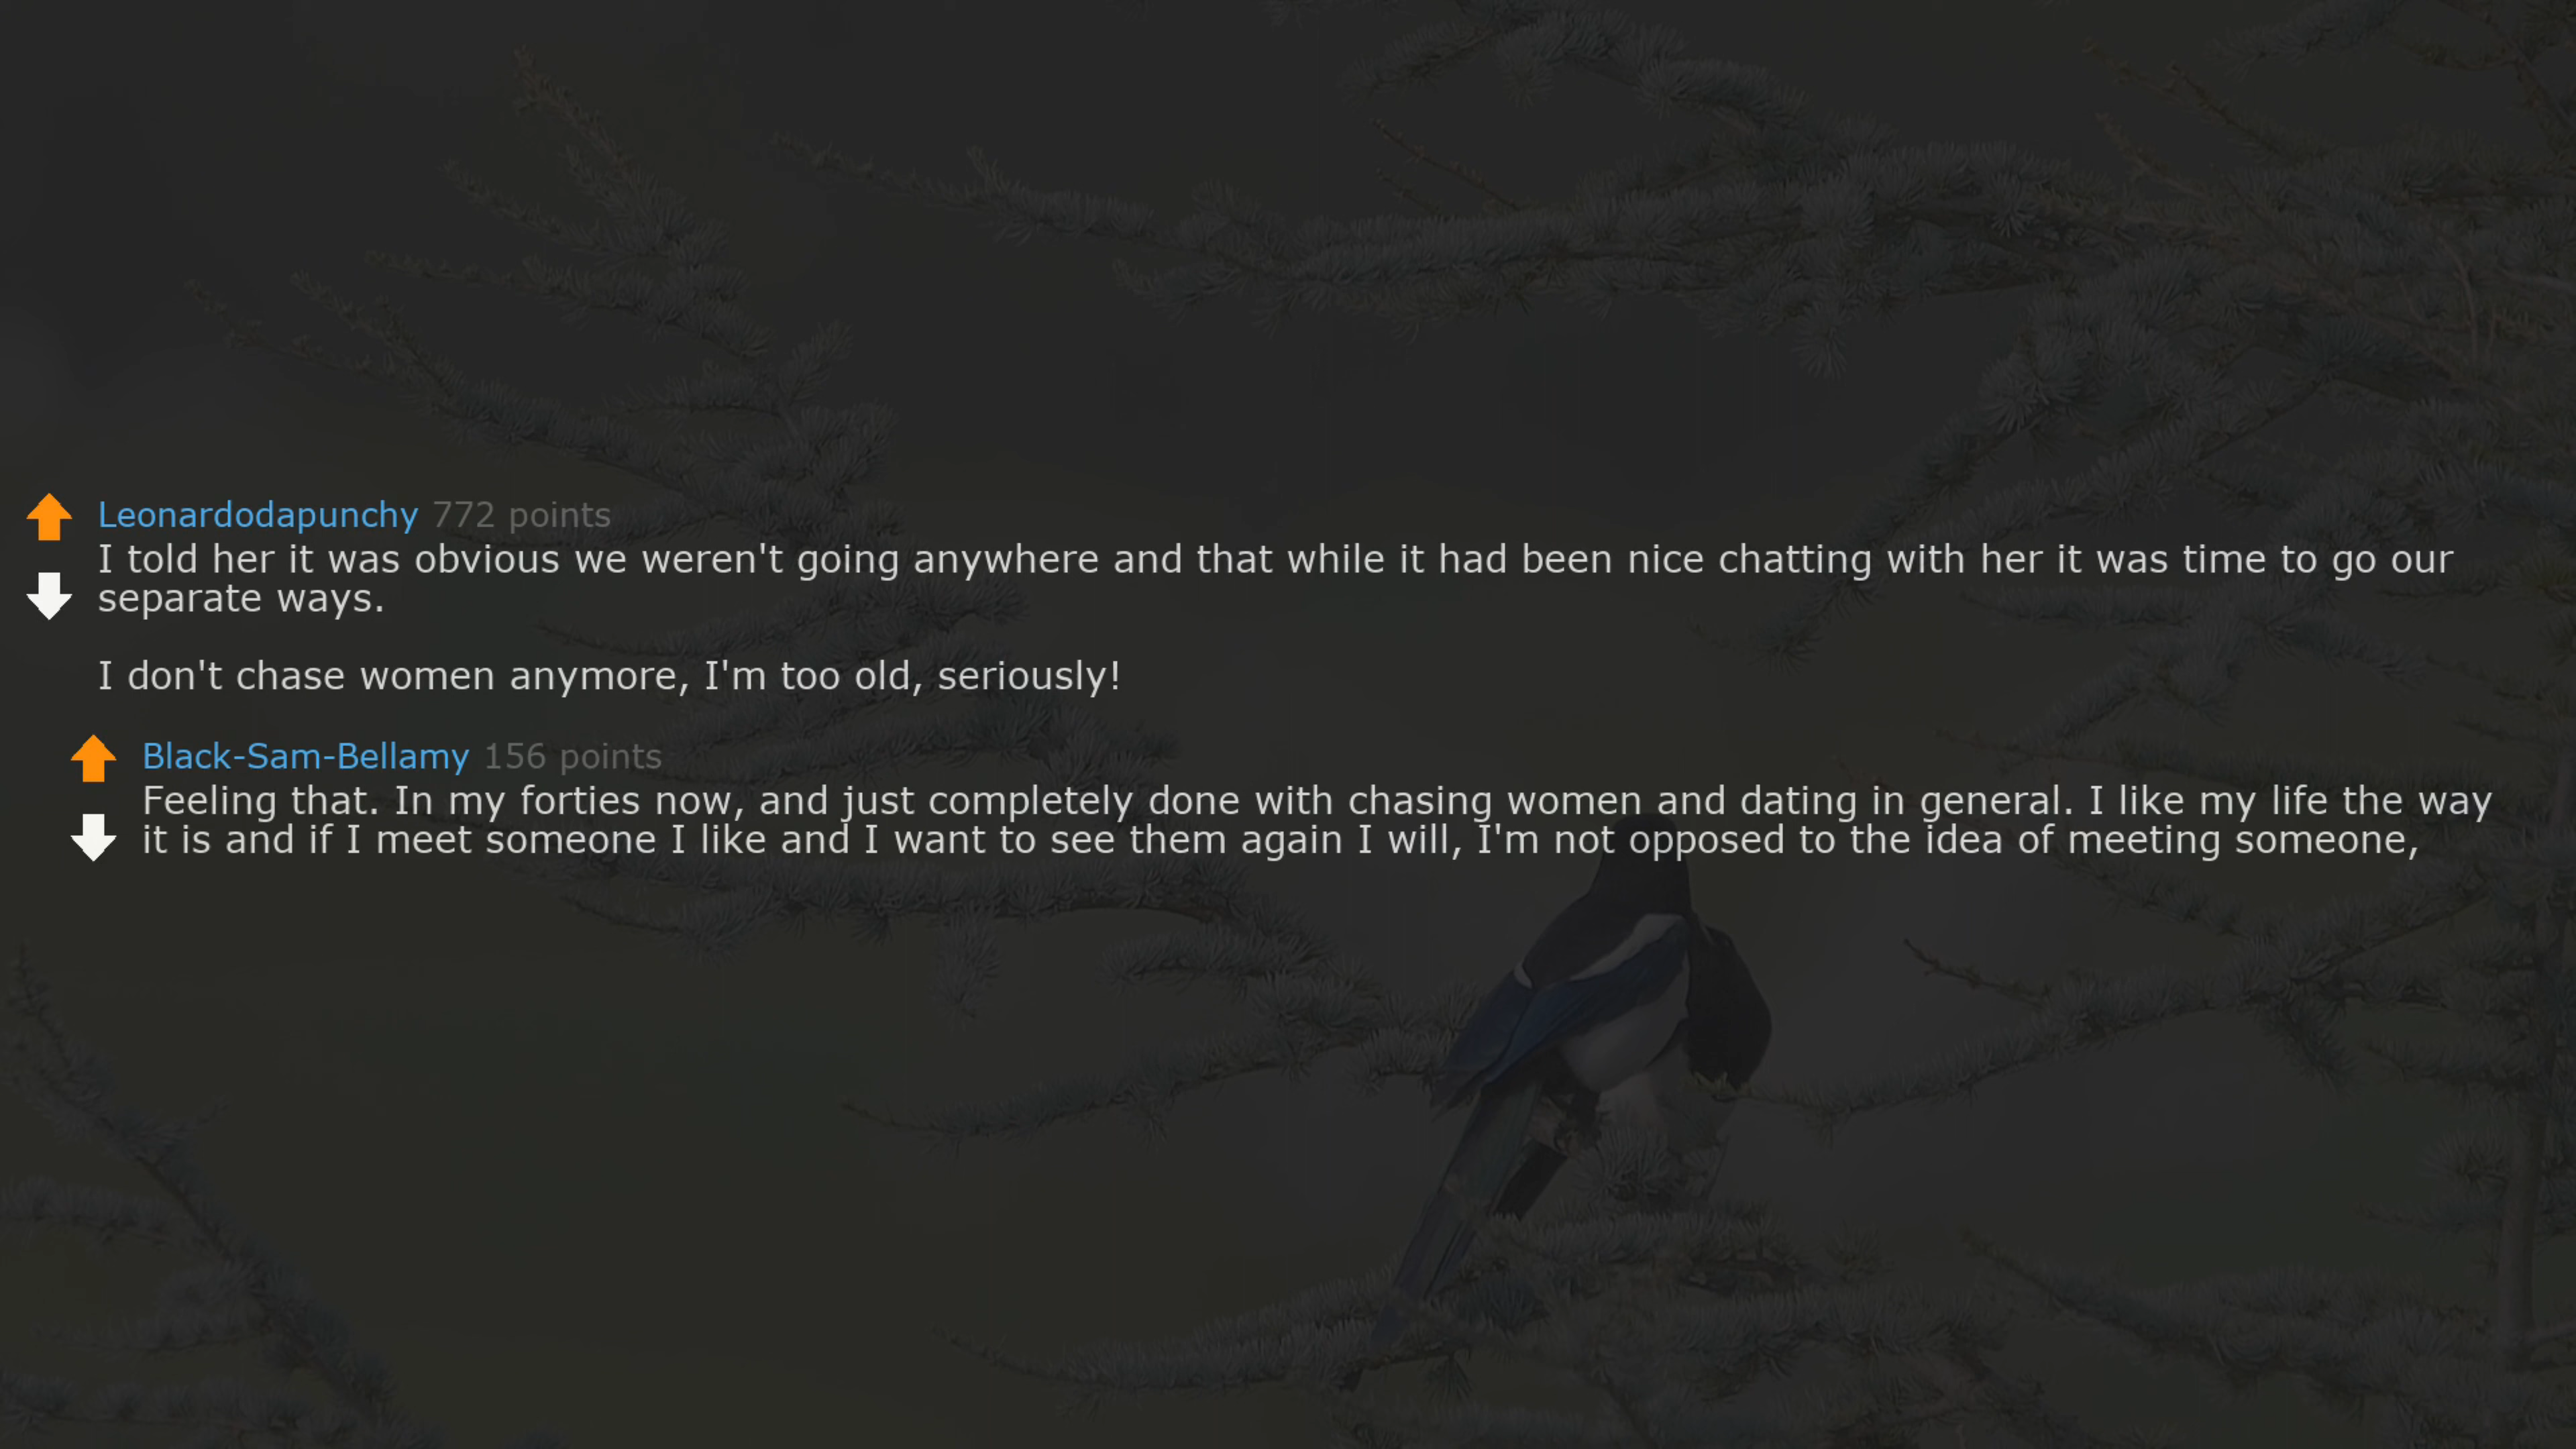 Leonardodapunchy 772 points
I told her it was obvious we weren't going anywhere and that while it had been nice chatting with her it was time to go our
separate ways.
I don't chase women anymore, I'm too old, seriously!
Black-Sam-Bellamy 156 points
Feeling that. In my forties now, and just completely done with chasing women and dating in general. I like my life the way
it is and if I meet someone I like and I want to see them again I will, I'm not opposed to the idea of meeting someone,